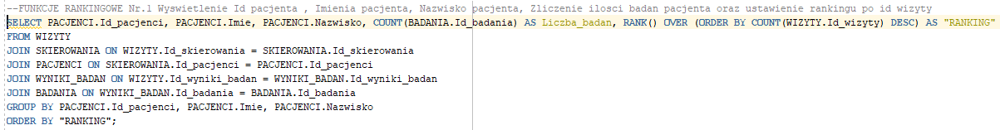 --FUNKCJE RANKINGOWE Nr.1 Wyswietlenie Id pacjenta , Imienia pacjenta, Nazwisko pacjenta, Zliczenie ilosci badan pacjenta oraz ustawienie rankingu po id wizyty
SELECT PACJENCI.Id_pacjenci, PACJENCI.Imie, PACJENCI.Nazwisko, COUNT(BADANIA.Id_badania) AS Liczba_badan, RANK() OVER (ORDER BY COUNT(WIZYTY.Id_wizyty) DESC) AS "RANKING"
FROM WIZYTY
JOIN SKIEROWANIA ON WIZYTY.Id_skierowania = SKIEROWANIA.Id_skierowania
JOIN PACJENCI ON SKIEROWANIA.Id_pacjenci = PACJENCI.Id_pacjenci
JOIN WYNIKI_BADAN ON WIZYTY.Id_wyniki_badan = WYNIKI_BADAN.Id_wyniki_badan
JOIN BADANIA ON WYNIKI_BADAN.Id_badania = BADANIA.Id_badania
GROUP BY PACJENCI.Id_pacjenci, PACJENCI.Imie, PACJENCI.Nazwisko
ORDER BY "RANKING";